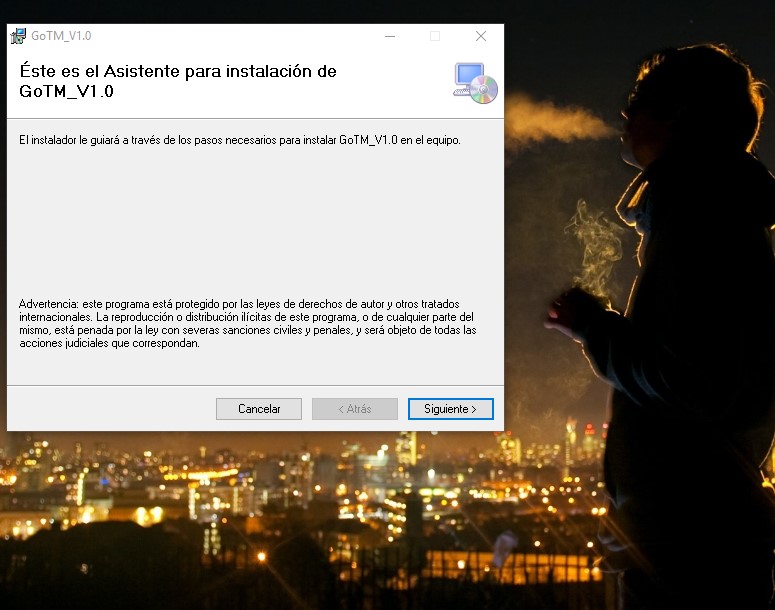 GoTM_V1.0
Éste es el Asistente para instalación de
GoTM_V1.0
El instalador le guiará a través de los pasos necesarios para instalar GoTM_V1.0 en el equipo.
Advertencia: este programa está protegido por las leyes de derechos de autor y otros tratados
internacionales. La reproducción o distribución ilícitas de este programa, o de cualquier parte del
mismo, está penada por la ley con severas sanciones civiles y penales, y será objeto de todas las
acciones judiciales que correspondan.
Cancelar
< Atrás
Siguiente >